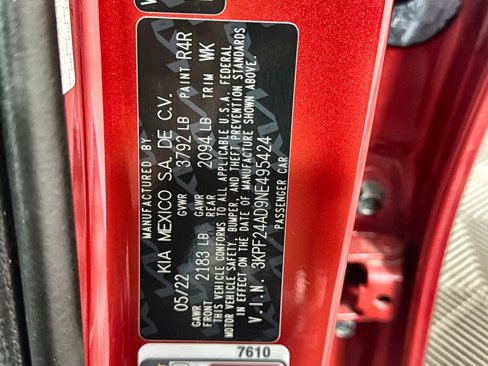 MANUFACTURED BY
KIA MEXICO S.A. DE C.V.
05/22 GVWR 3792 LB PAINT R4R
GAWR FRONT 2183 LB GAWR REAR 2094 LB TRIM WK
THIS VEHICLE CONFORMS TO ALL APPLICABLE U.S.A. FEDERAL
MOTOR VEHICLE SAFETY, BUMPER, AND THEFT PREVENTION STANDARDS
IN EFFECT ON THE DATE OF MANUFACTURE SHOWN ABOVE.
V.I.N. 3KPF24AD9NE495424
PASSENGER CAR
7610